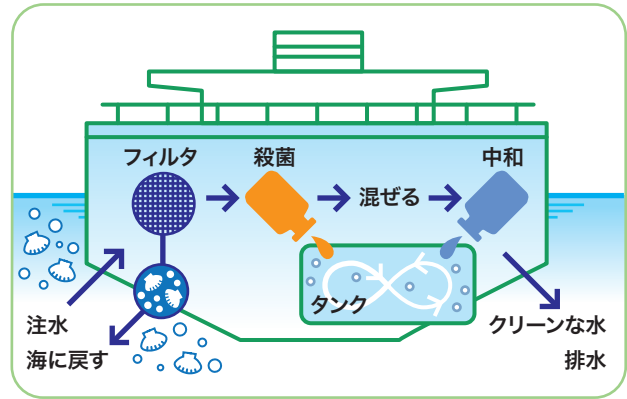 フィルタ
殺菌
混ぜる
中和
タンク
注水
海に戻す
クリーンな水
排水